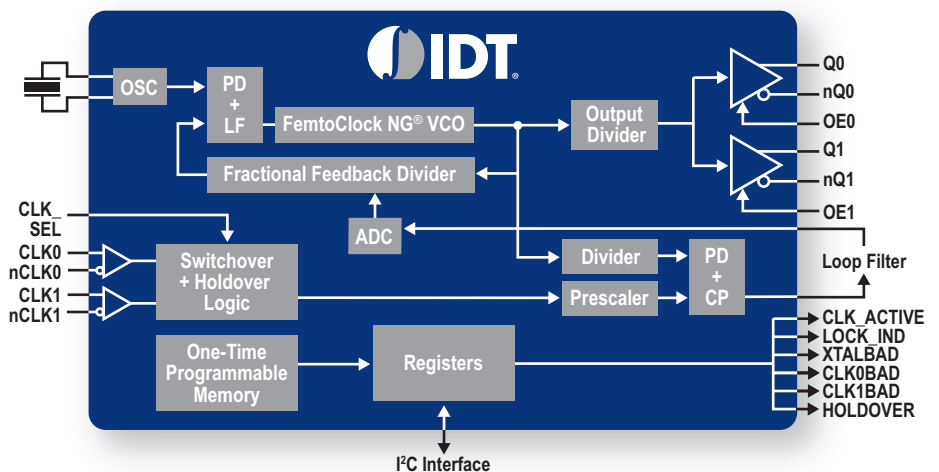 IDT®
OSC
PD
+
LF
FemtoClock NG® VCO
Fractional Feedback Divider
ADC
Output
Divider
Q0
nQ0
OE0
Q1
nQ1
OE1
CLK_
SEL
CLK0
nCLK0
CLK1
nCLK1
Switchover
+ Holdover
Logic
Divider
Prescaler
PD
+
CP
Loop Filter
One-Time
Programmable
Memory
Registers
CLK_ACTIVE
LOCK_IND
XTALBAD
CLK0BAD
CLK1BAD
HOLDOVER
I²C Interface